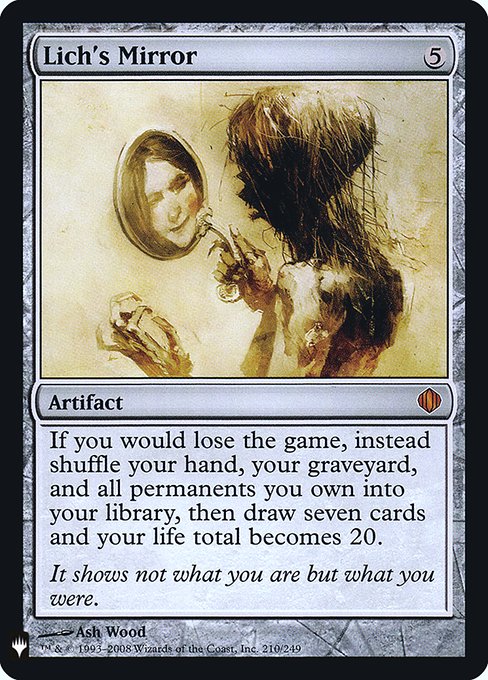 Lich's Mirror 5
Artifact
If you would lose the game, instead
shuffle your hand, your graveyard,
and all permanents you own into
your library, then draw seven cards
and your life total becomes 20.
It shows not what you are but what you
were.
Ash Wood
™ & © 1993–2008 Wizards of the Coast, Inc. 210/249